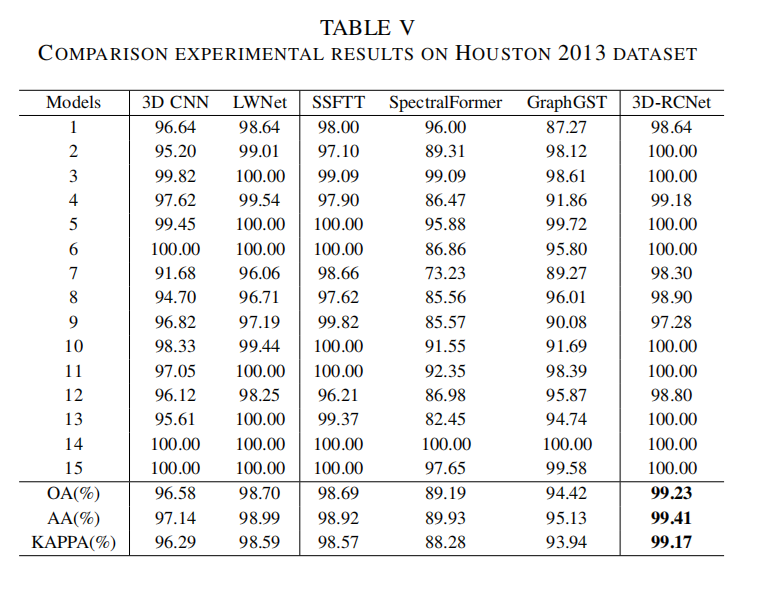 TABLE V
COMPARISON EXPERIMENTAL RESULTS ON HOUSTON 2013 DATASET
Models 3D CNN LWNet SSFTT SpectralFormer GraphGST 3D-RCNet
1 96.64 98.64 98.00 96.00 87.27 98.64
2 95.20 99.01 97.10 89.31 98.12 100.00
3 99.82 100.00 99.09 99.09 98.61 100.00
4 97.62 99.54 97.90 86.47 91.86 99.18
5 99.45 100.00 100.00 95.88 99.72 100.00
6 100.00 100.00 100.00 86.86 95.80 100.00
7 91.68 96.06 98.66 73.23 89.27 98.30
8 94.70 96.71 97.62 85.56 96.01 98.90
9 96.82 97.19 99.82 85.57 90.08 97.28
10 98.33 99.44 100.00 91.55 91.69 100.00
11 97.05 100.00 100.00 92.35 98.39 100.00
12 96.12 98.25 96.21 86.98 95.87 98.80
13 95.61 100.00 99.37 82.45 94.74 100.00
14 100.00 100.00 100.00 100.00 100.00 100.00
15 100.00 100.00 100.00 97.65 99.58 100.00
OA(%) 96.58 98.70 98.69 89.19 94.42 99.23
AA(%) 97.14 98.99 98.92 89.93 95.13 99.41
KAPPA(%) 96.29 98.59 98.57 88.28 93.94 99.17